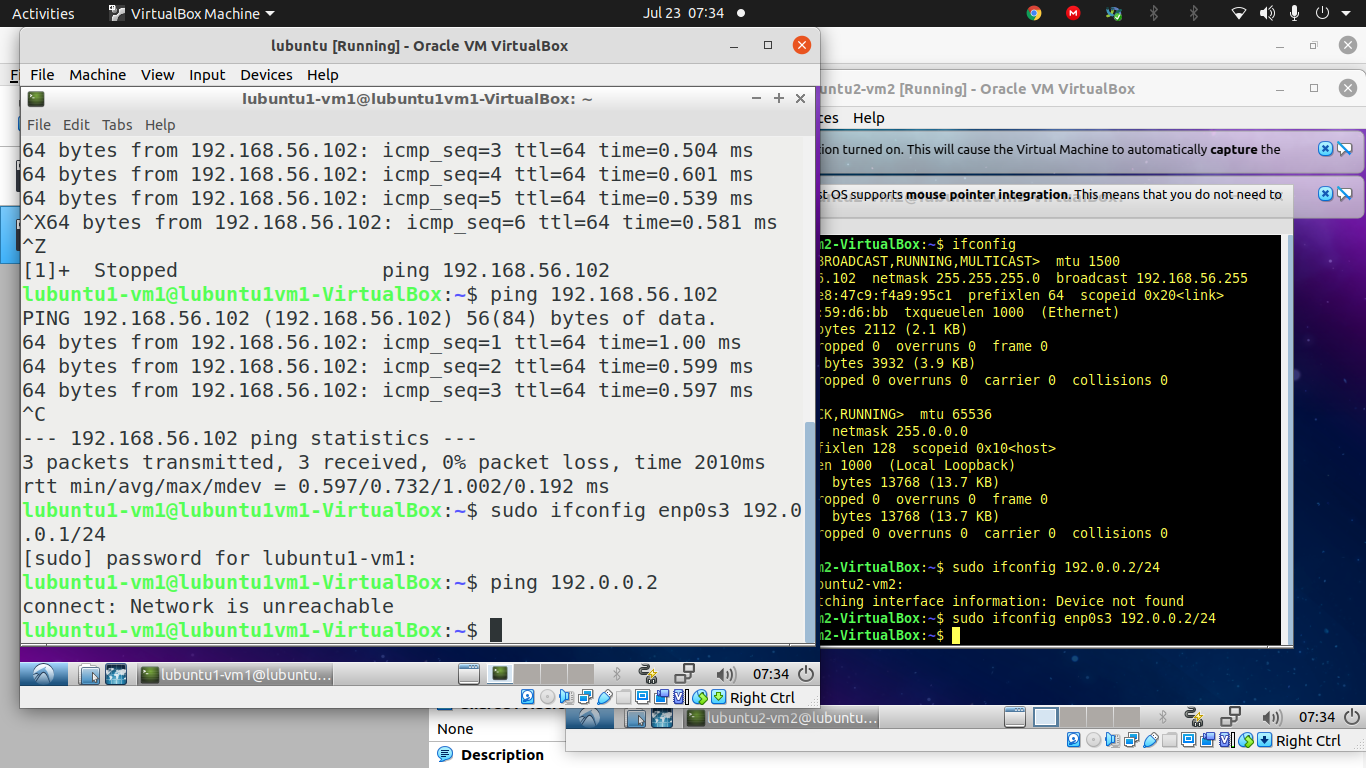 Activities
VirtualBox Machine
Jul 23 07:34
lubuntu [Running] - Oracle VM VirtualBox
File Machine View Input Devices Help
lubuntu1-vm1@lubuntu1vm1-VirtualBox: ~
File Edit Tabs Help
64 bytes from 192.168.56.102: icmp_seq=3 ttl=64 time=0.504 ms
64 bytes from 192.168.56.102: icmp_seq=4 ttl=64 time=0.601 ms
64 bytes from 192.168.56.102: icmp_seq=5 ttl=64 time=0.539 ms
^X64 bytes from 192.168.56.102: icmp_seq=6 ttl=64 time=0.581 ms
^Z
[1]+  Stopped                 ping 192.168.56.102
lubuntu1-vm1@lubuntu1vm1-VirtualBox:~$ ping 192.168.56.102
PING 192.168.56.102 (192.168.56.102) 56(84) bytes of data.
64 bytes from 192.168.56.102: icmp_seq=1 ttl=64 time=1.00 ms
64 bytes from 192.168.56.102: icmp_seq=2 ttl=64 time=0.599 ms
64 bytes from 192.168.56.102: icmp_seq=3 ttl=64 time=0.597 ms
^C
--- 192.168.56.102 ping statistics ---
3 packets transmitted, 3 received, 0% packet loss, time 2010ms
rtt min/avg/max/mdev = 0.597/0.732/1.002/0.192 ms
lubuntu1-vm1@lubuntu1vm1-VirtualBox:~$ sudo ifconfig enp0s3 192.0
.0.1/24
[sudo] password for lubuntu1-vm1:
lubuntu1-vm1@lubuntu1vm1-VirtualBox:~$ ping 192.0.0.2
connect: Network is unreachable
lubuntu1-vm1@lubuntu1vm1-VirtualBox:~$
lubuntu1-vm1@lubuntu...
07:34
Right Ctrl
untu2-vm2 [Running] - Oracle VM VirtualBox
ces Help
ion turned on. This will cause the Virtual Machine to automatically capture the
st OS supports mouse pointer integration. This means that you do not need to
m2-VirtualBox:~$ ifconfig
BROADCAST,RUNNING,MULTICAST>  mtu 1500
6.102  netmask 255.255.255.0  broadcast 192.168.56.255
e8:47c9:f4a9:95c1  prefixlen 64  scopeid 0x20<link>
:59:d6:bb  txqueuelen 1000  (Ethernet)
bytes 2112 (2.1 KB)
ropped 0  overruns 0  frame 0
bytes 3932 (3.9 KB)
ropped 0 overruns 0  carrier 0  collisions 0
CK,RUNNING>  mtu 65536
netmask 255.0.0.0
fixlen 128  scopeid 0x10<host>
en 1000  (Local Loopback)
bytes 13768 (13.7 KB)
ropped 0  overruns 0  frame 0
bytes 13768 (13.7 KB)
ropped 0 overruns 0  carrier 0  collisions 0
m2-VirtualBox:~$ sudo ifconfig 192.0.0.2/24
buntu2-vm2:
tching interface information: Device not found
m2-VirtualBox:~$ sudo ifconfig enp0s3 192.0.0.2/24
m2-VirtualBox:~$
lubuntu2-vm2@lubuntu...
07:34
Right Ctrl
None
Description